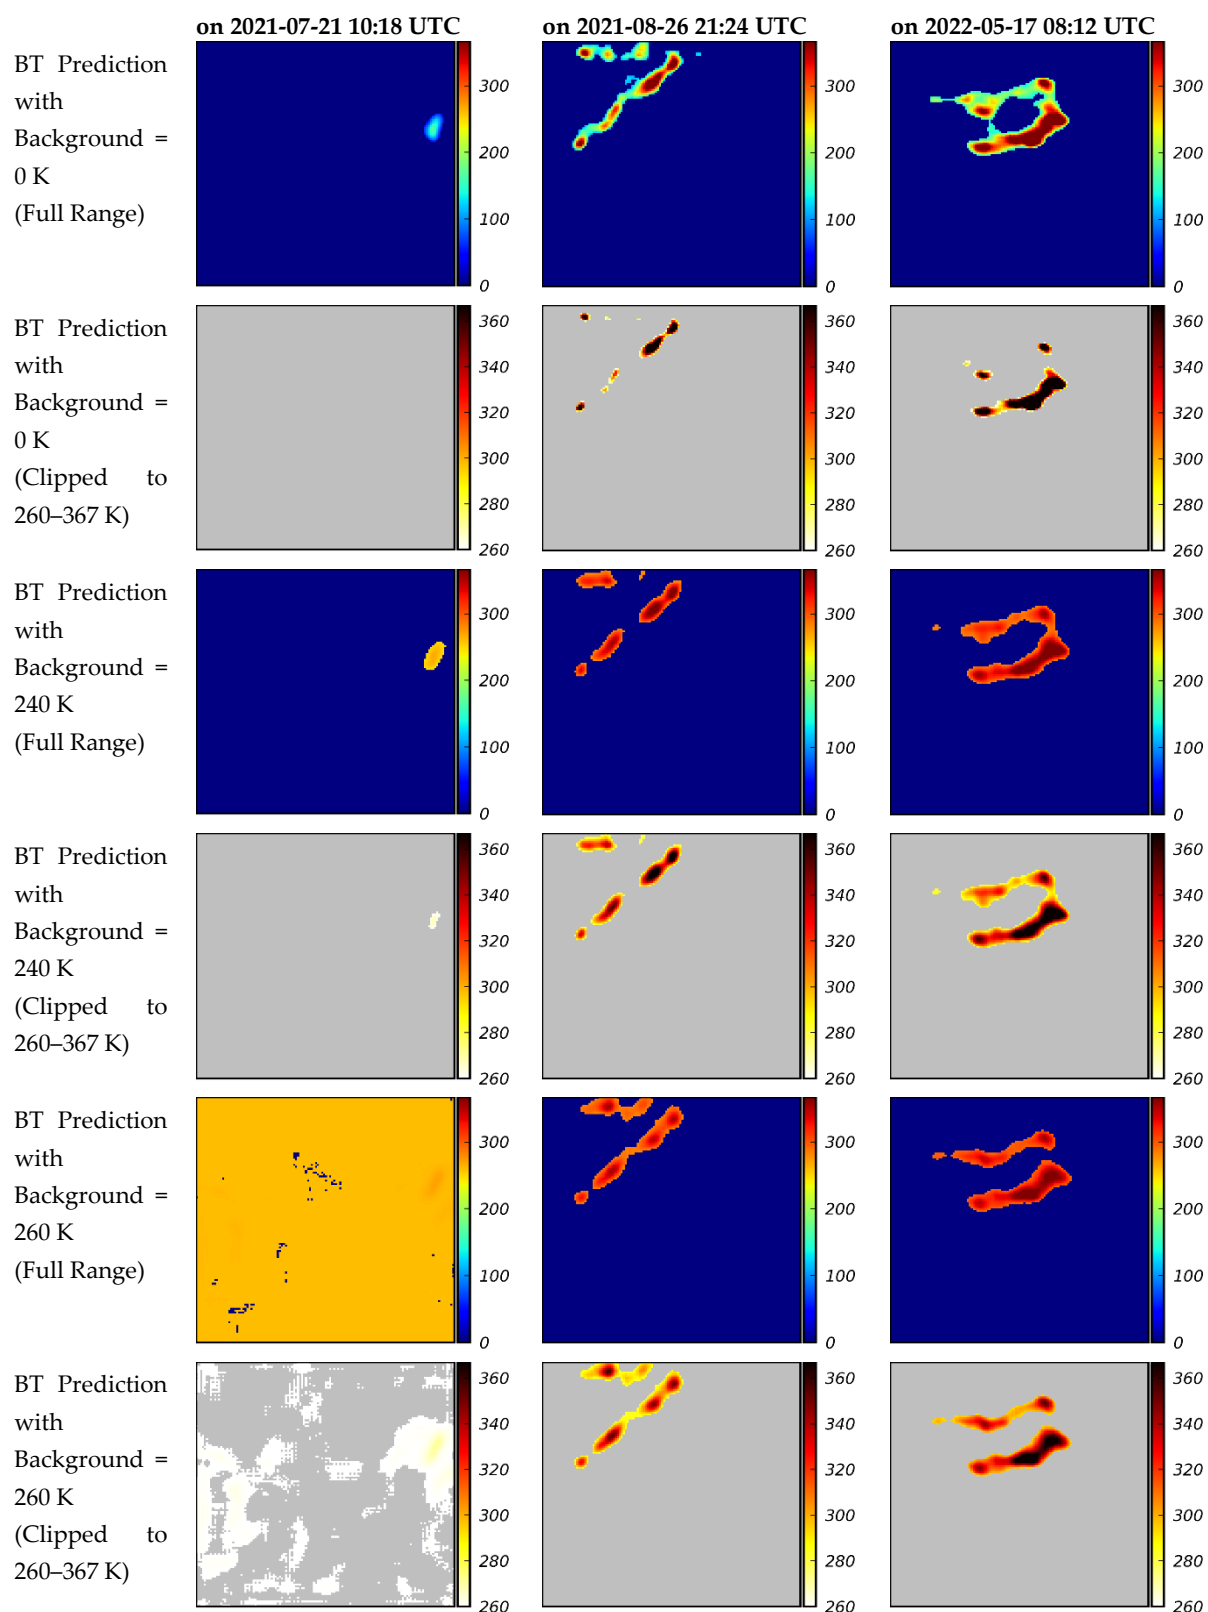 on 2021-07-21 10:18 UTC on 2021-08-26 21:24 UTC on 2022-05-17 08:12 UTC
BT Prediction
with
Background =
0 K
(Full Range)
300
200
100
0
300
200
100
0
300
200
100
0
BT Prediction
with
Background =
0 K
(Clipped to
260–367 K)
360
340
320
300
280
260
360
340
320
300
280
260
360
340
320
300
280
260
BT Prediction
with
Background =
240 K
(Full Range)
300
200
100
0
300
200
100
0
300
200
100
0
BT Prediction
with
Background =
240 K
(Clipped to
260–367 K)
360
340
320
300
280
260
360
340
320
300
280
260
360
340
320
300
280
260
BT Prediction
with
Background =
260 K
(Full Range)
300
200
100
0
300
200
100
0
300
200
100
0
BT Prediction
with
Background =
260 K
(Clipped to
260–367 K)
360
340
320
300
280
260
360
340
320
300
280
260
360
340
320
300
280
260